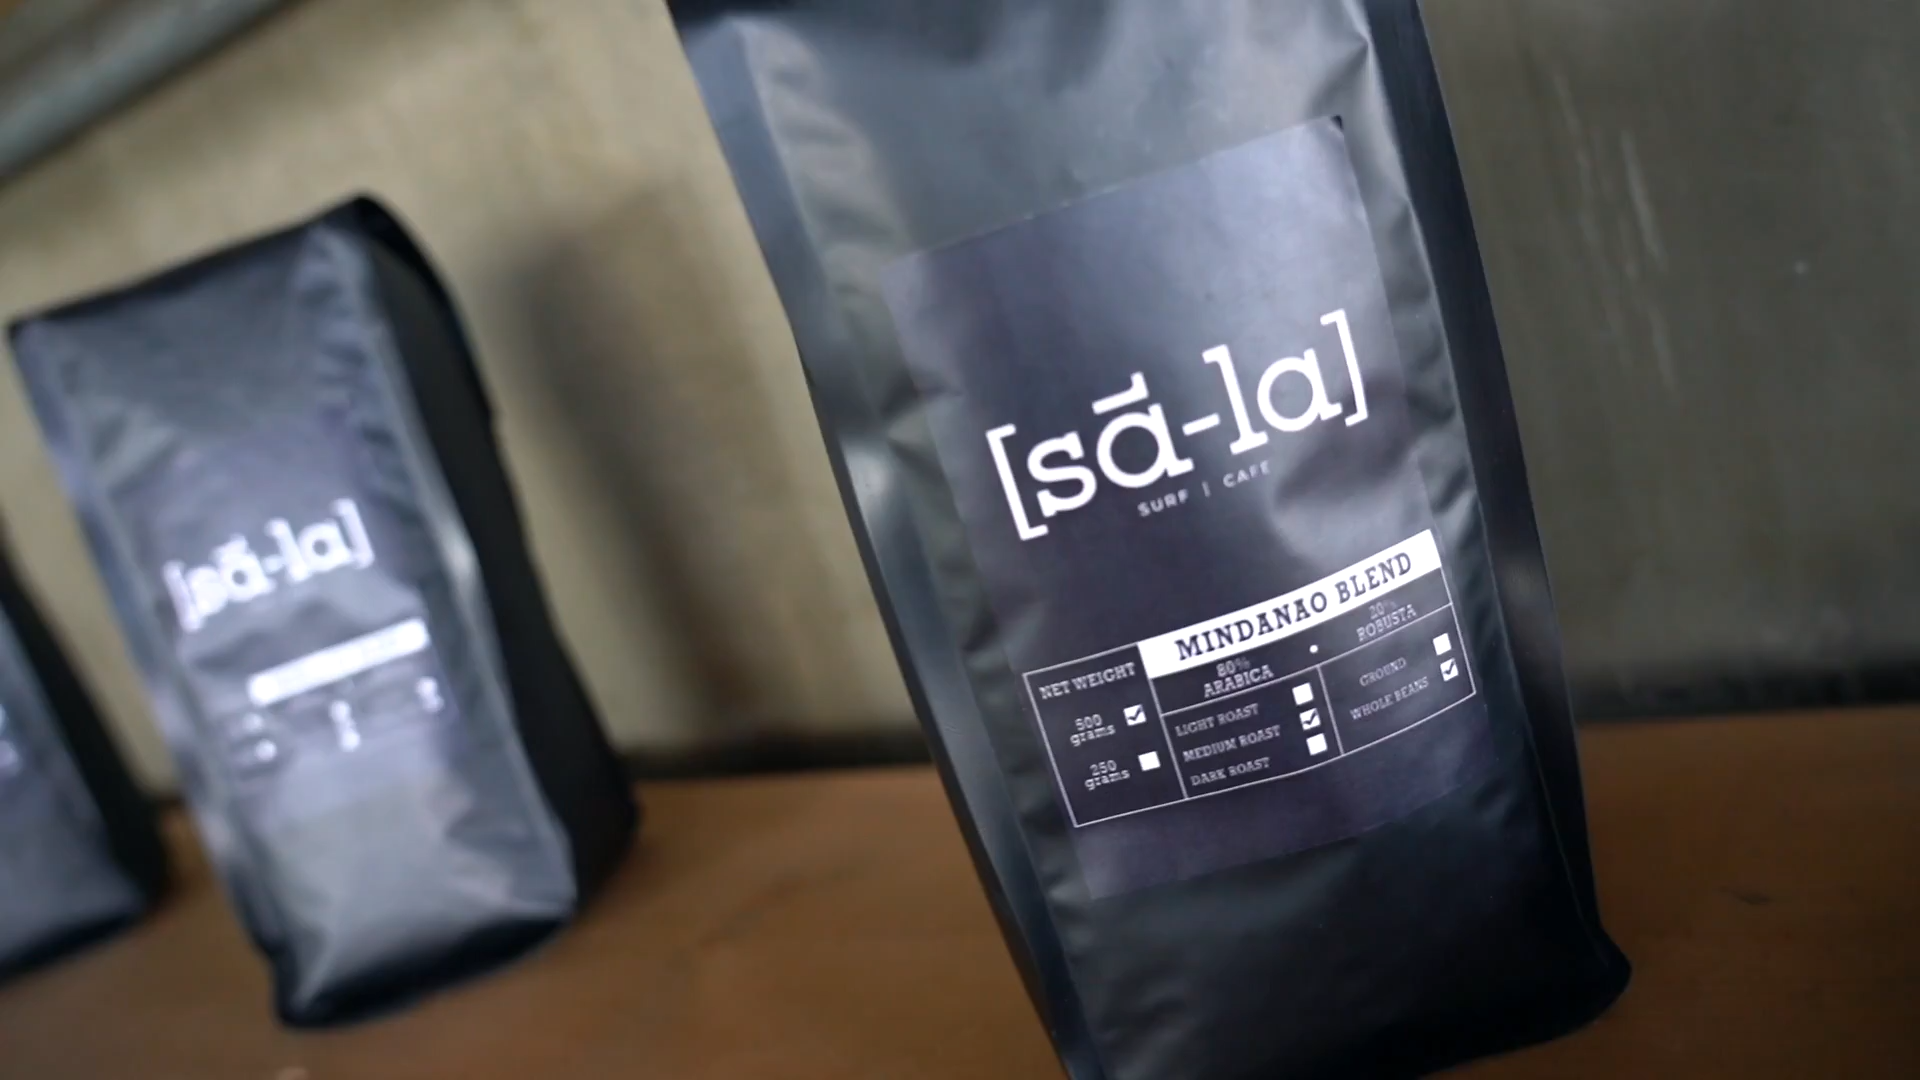 [sā-la]
SURF | CAFE
MINDANAO BLEND
NET WEIGHT
500
grams
250
grams
80%
ARABICA
20%
ROBUSTA
LIGHT ROAST
MEDIUM ROAST
DARK ROAST
GROUND
WHOLE BEANS
[sā-la]